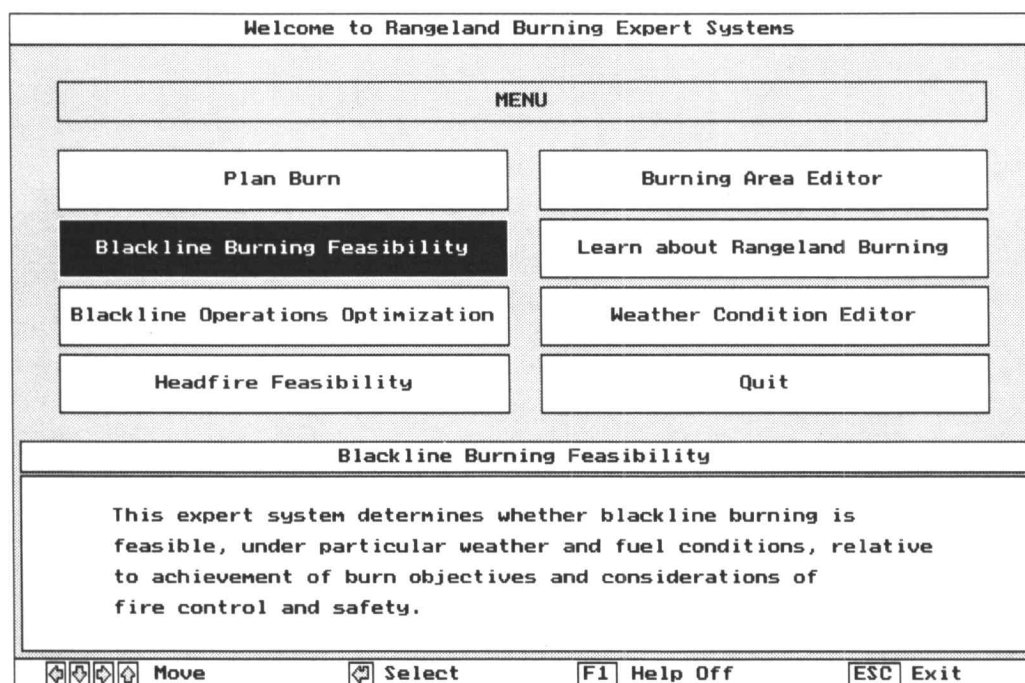 Welcome to Rangeland Burning Expert Systems
MENU
Plan Burn
Burning Area Editor
Blackline Burning Feasibility
Learn about Rangeland Burning
Blackline Operations Optimization
Weather Condition Editor
Headfire Feasibility
Quit
Blackline Burning Feasibility
This expert system determines whether blackline burning is
feasible, under particular weather and fuel conditions, relative
to achievement of burn objectives and considerations of
fire control and safety.
Move Select F1 Help Off ESC Exit